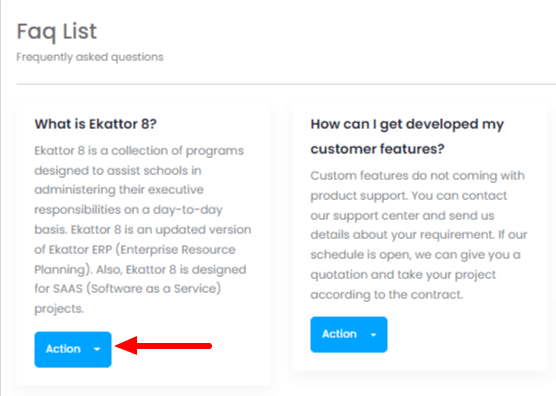 Faq List
Frequently asked questions
What is Ekattor 8?
Ekattor 8 is a collection of programs
designed to assist schools in
administering their executive
responsibilities on a day-to-day
basis. Ekattor 8 is an updated version
of Ekattor ERP (Enterprise Resource
Planning). Also, Ekattor 8 is designed
for SAAS (Software as a Service)
projects.
Action
How can I get developed my
customer features?
Custom features do not coming with
product support. You can contact
our support center and send us
details about your requirement. If our
schedule is open, we can give you a
quotation and take your project
according to the contract.
Action